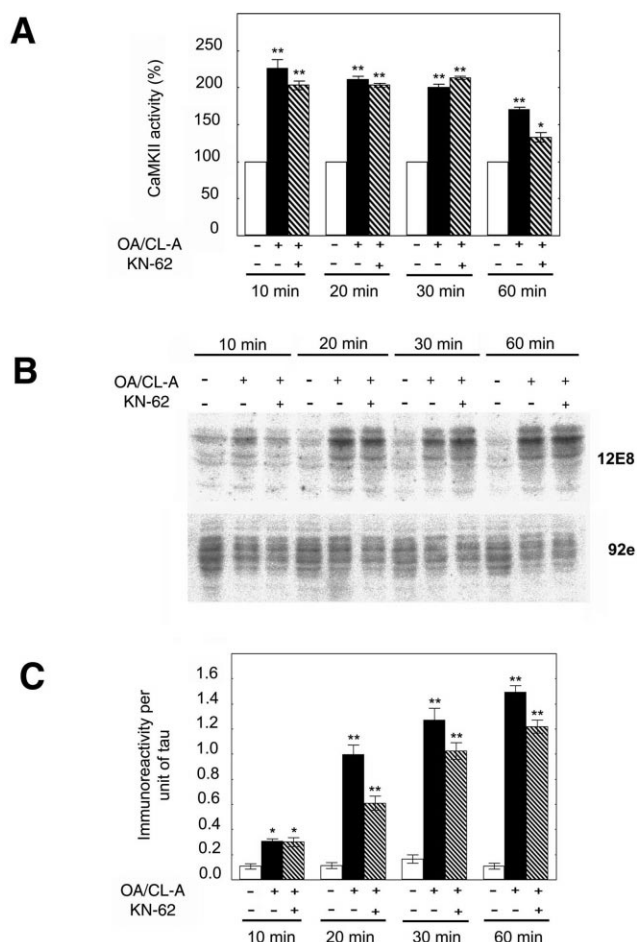 A
CaMKII activity (%)
250
200
150
100
50
0
** ** ** ** ** ** ** *
OA/CL-A - + + - + + - + + - + +
KN-62 - - + - - + - - + - - +
10 min 20 min 30 min 60 min
B
10 min 20 min 30 min 60 min
OA/CL-A - + + - + + - + + - + +
KN-62 - - + - - + - - + - - +
12E8
92e
C
Immunoreactivity per
unit of tau
1.6
1.4
1.2
1.0
0.8
0.6
0.4
0.2
0.0
* * ** ** ** ** ** **
OA/CL-A - + + - + + - + + - + +
KN-62 - - + - - + - - + - - +
10 min 20 min 30 min 60 min